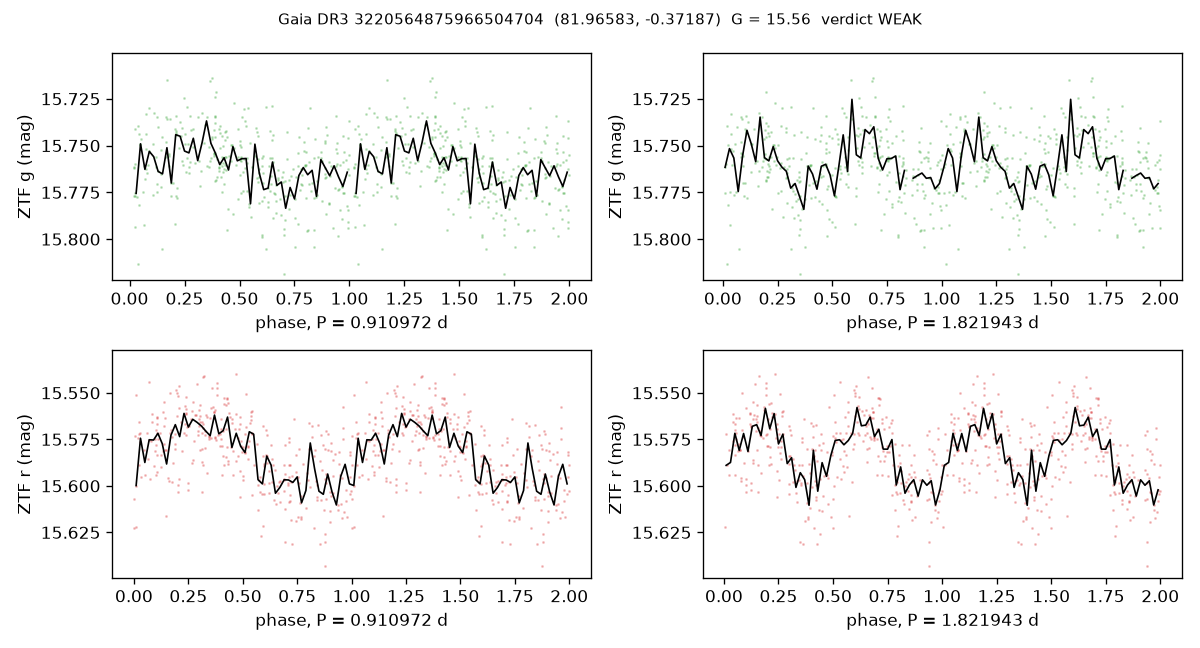 Gaia DR3 3220564875966504704 (81.96583, -0.37187) G = 15.56 verdict WEAK
ZTF g (mag)
15.725
15.750
15.775
15.800
0.00 0.25 0.50 0.75 1.00 1.25 1.50 1.75 2.00
phase, P = 0.910972 d
ZTF g (mag)
15.725
15.750
15.775
15.800
0.00 0.25 0.50 0.75 1.00 1.25 1.50 1.75 2.00
phase, P = 1.821943 d
ZTF r (mag)
15.550
15.575
15.600
15.625
0.00 0.25 0.50 0.75 1.00 1.25 1.50 1.75 2.00
phase, P = 0.910972 d
ZTF r (mag)
15.550
15.575
15.600
15.625
0.00 0.25 0.50 0.75 1.00 1.25 1.50 1.75 2.00
phase, P = 1.821943 d